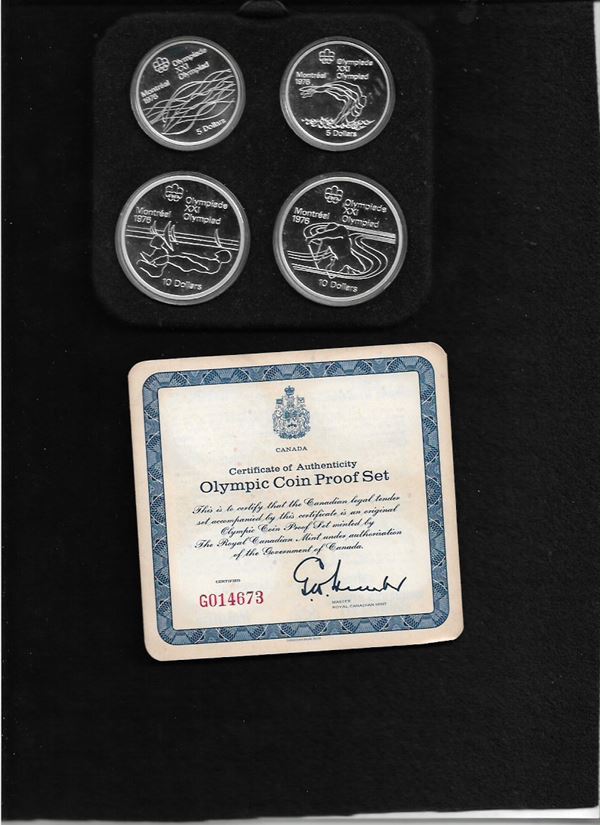 Olympiade
XXI
Olympiad
Montréal
1976
5 Dollars
Olympiade
XXI
Olympiad
Montréal
1976
5 Dollars
Olympiade
XXI
Olympiad
Montréal
1976
10 Dollars
Olympiade
XXI
Olympiad
Montréal
1976
10 Dollars
CANADA
Certificate of Authenticity
Olympic Coin Proof Set
This is to certify that the Canadian legal tender
set accompanied by this certificate is an original
Olympic Coin Proof Set minted by
The Royal Canadian Mint under authorization
of the Government of Canada.
CERTIFIED
G014673
MASTER
ROYAL CANADIAN MINT